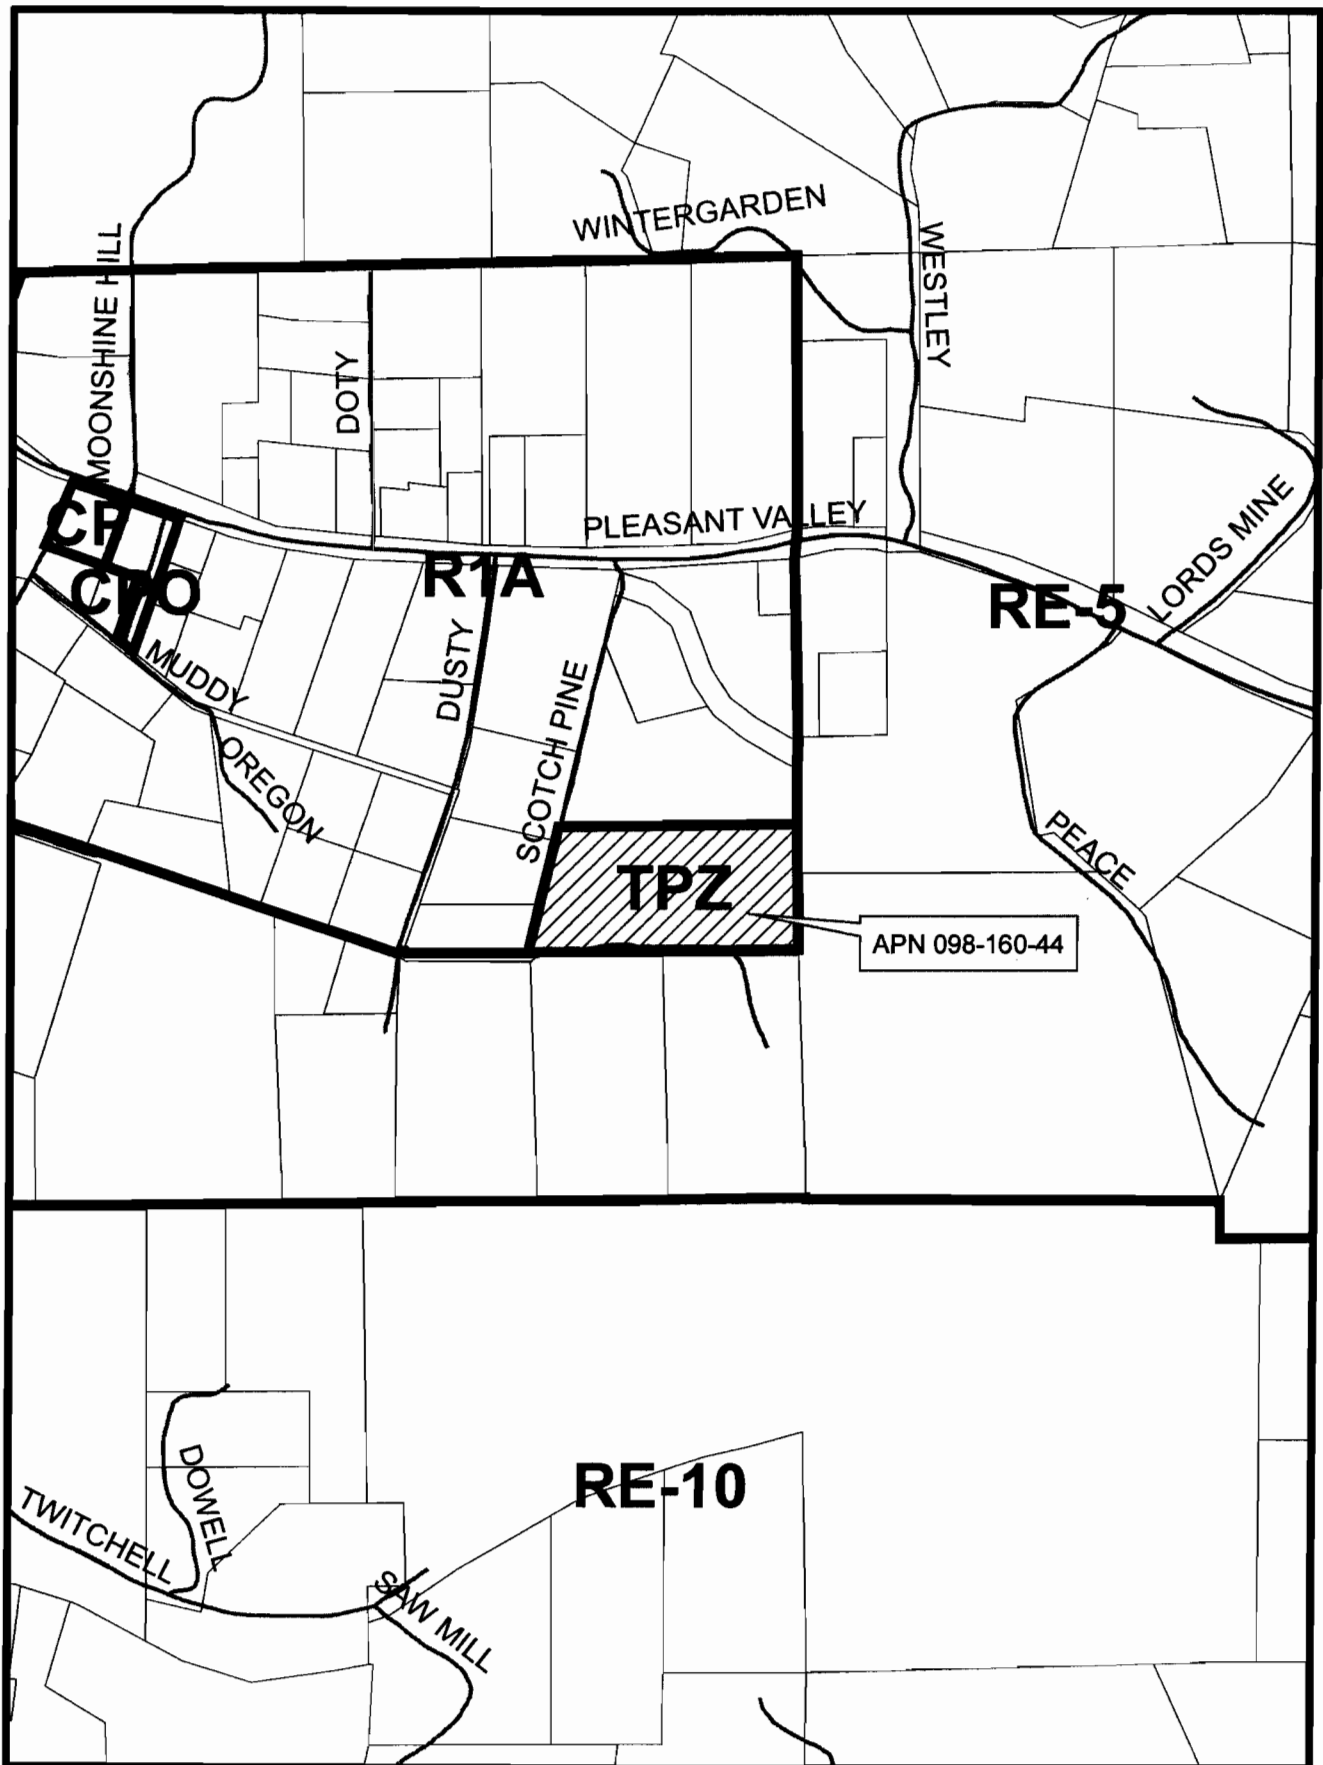 WINTERGARDEN
MOONSHINE HILL
WESTLEY
DOTY
LORDS MINE
PLEASANT VALLEY
CP
R1A
RE-5
MUDDY
DUSTY
SCOTCH PINE
OREGON
PEACE
TPZ
APN 098-160-44
RE-10
DOWELL
TWITCHELL
SAW MILL